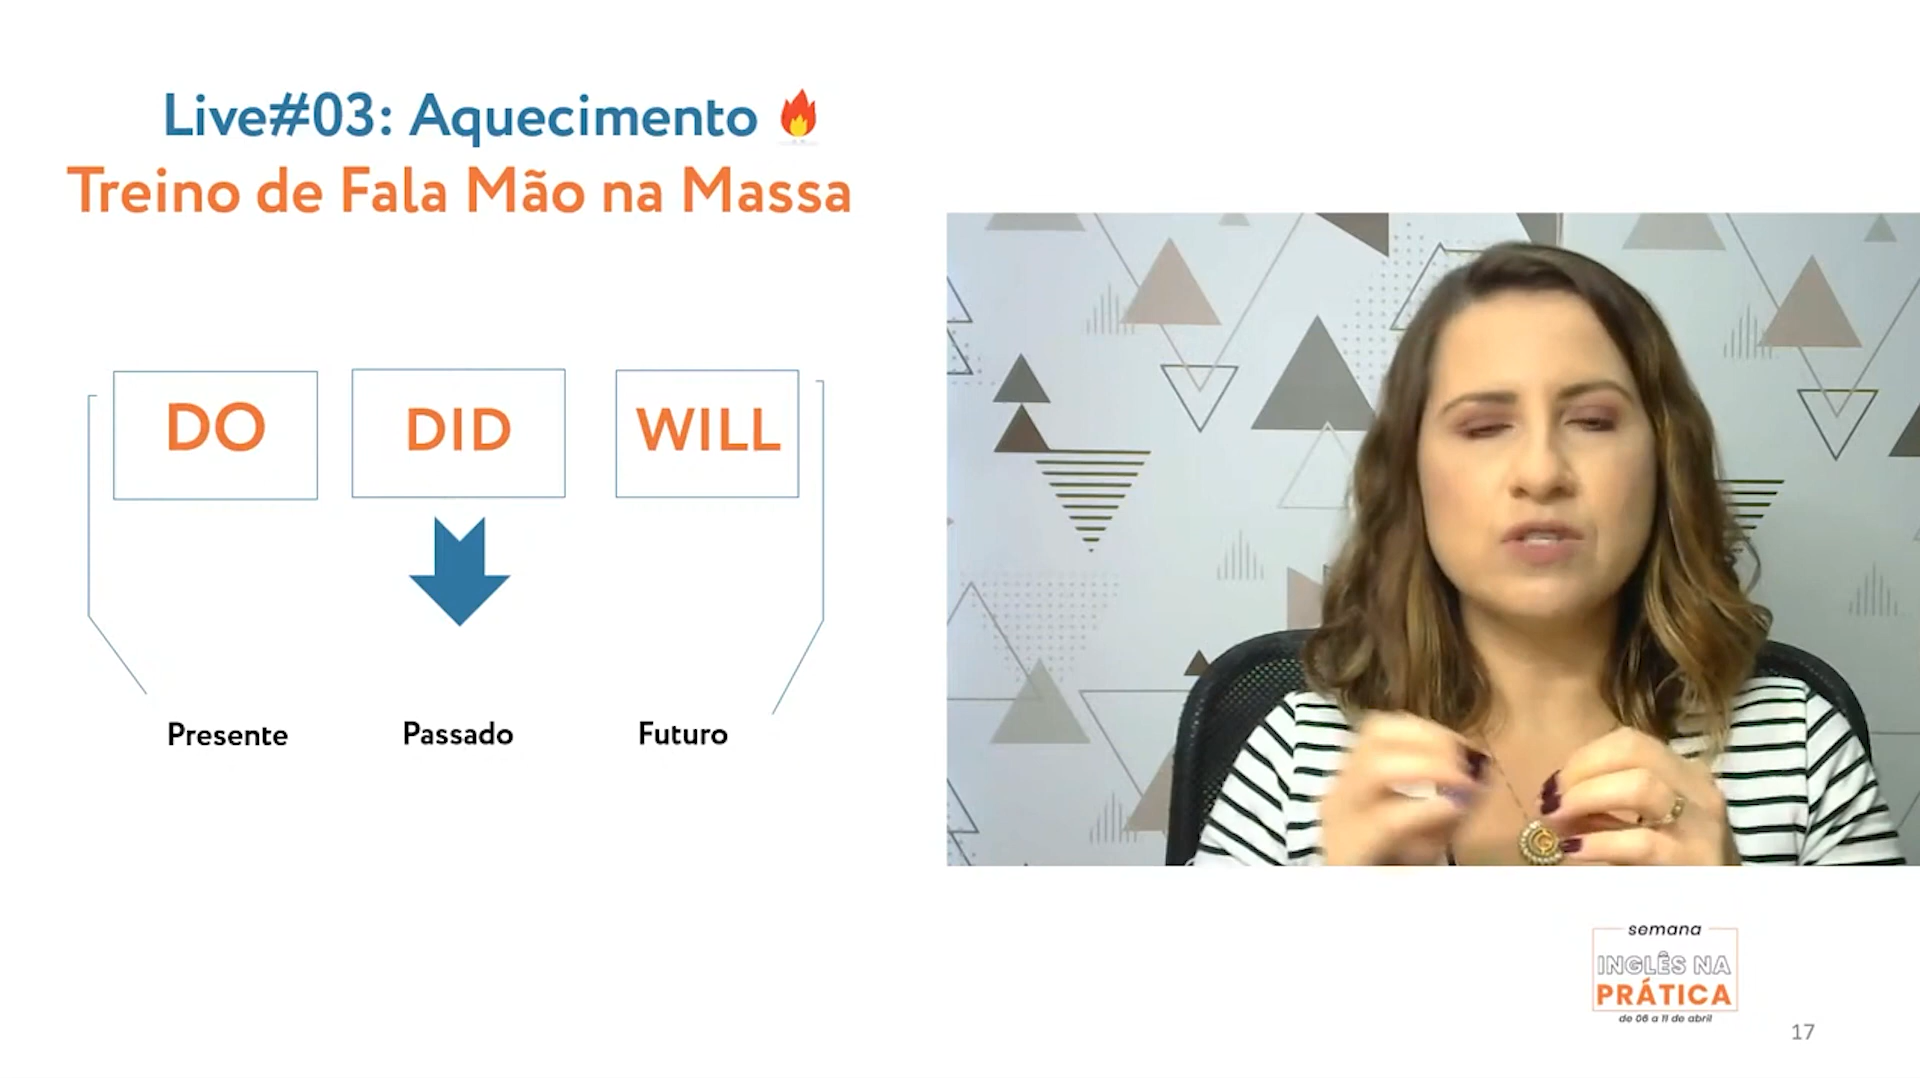 Live#03: Aquecimento
Treino de Fala Mão na Massa
DO
DID
WILL
Presente
Passado
Futuro
semana
INGLÊS NA
PRÁTICA
de 06 a 11 de abril
17